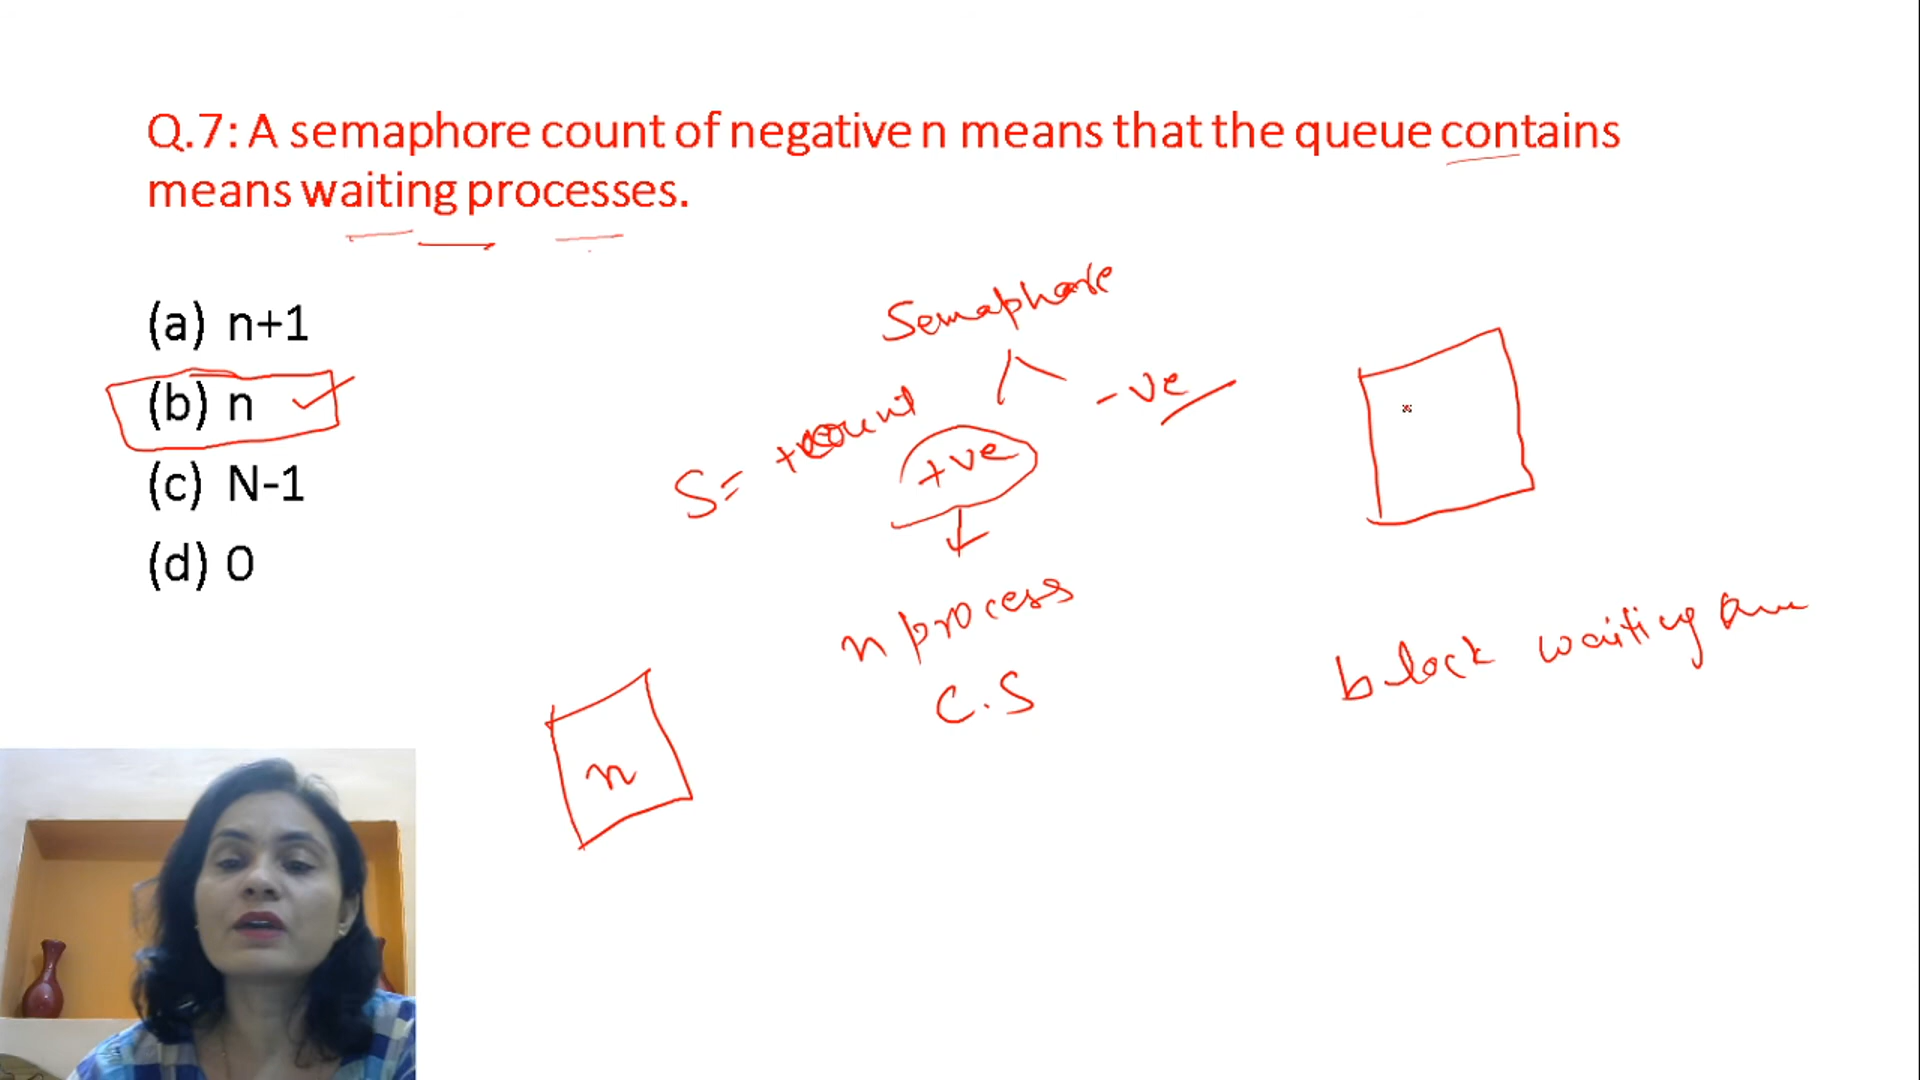 Q.7: A semaphore count of negative n means that the queue contains
means waiting processes.
(a) n+1
(b) n
(c) N-1
(d) 0
Semaphore
+ve
-ve
S= +count
n process
C.S
n
block waiting